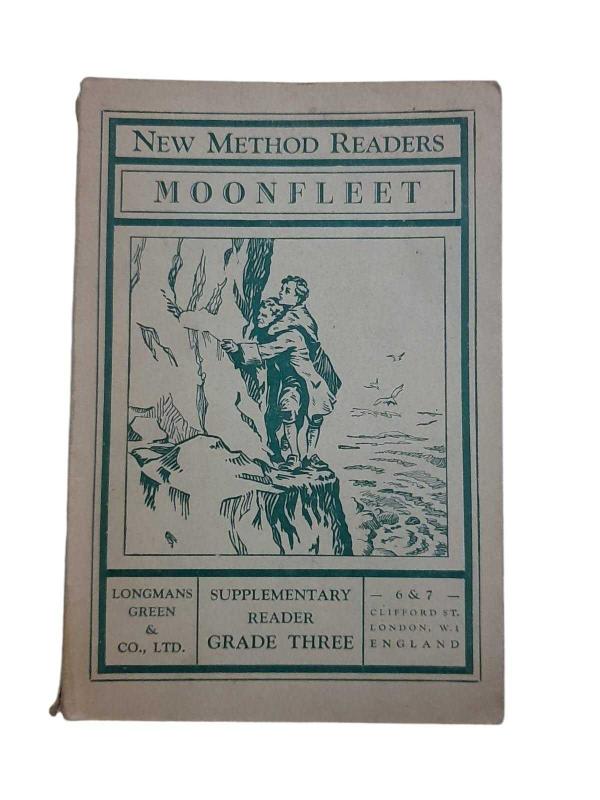 NEW METHOD READERS
MOONFLEET
LONGMANS
GREEN
&
CO., LTD.
SUPPLEMENTARY
READER
GRADE THREE
— 6 & 7 —
CLIFFORD ST.
LONDON, W.1
ENGLAND